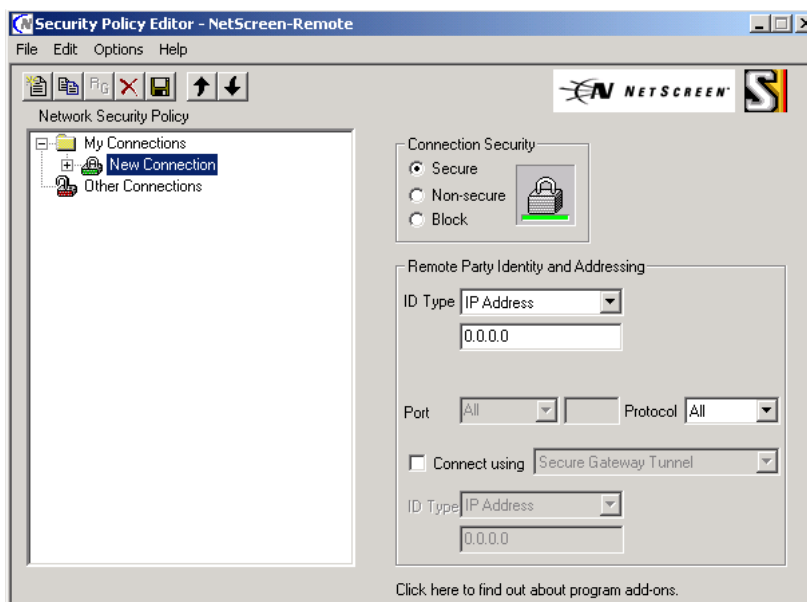 Security Policy Editor - NetScreen-Remote
File Edit Options Help
NETSCREEN
Network Security Policy
My Connections
New Connection
Other Connections
Connection Security
Secure
Non-secure
Block
Remote Party Identity and Addressing
ID Type IP Address
0.0.0.0
Port All Protocol All
Connect using Secure Gateway Tunnel
ID Type IP Address
0.0.0.0
Click here to find out about program add-ons.